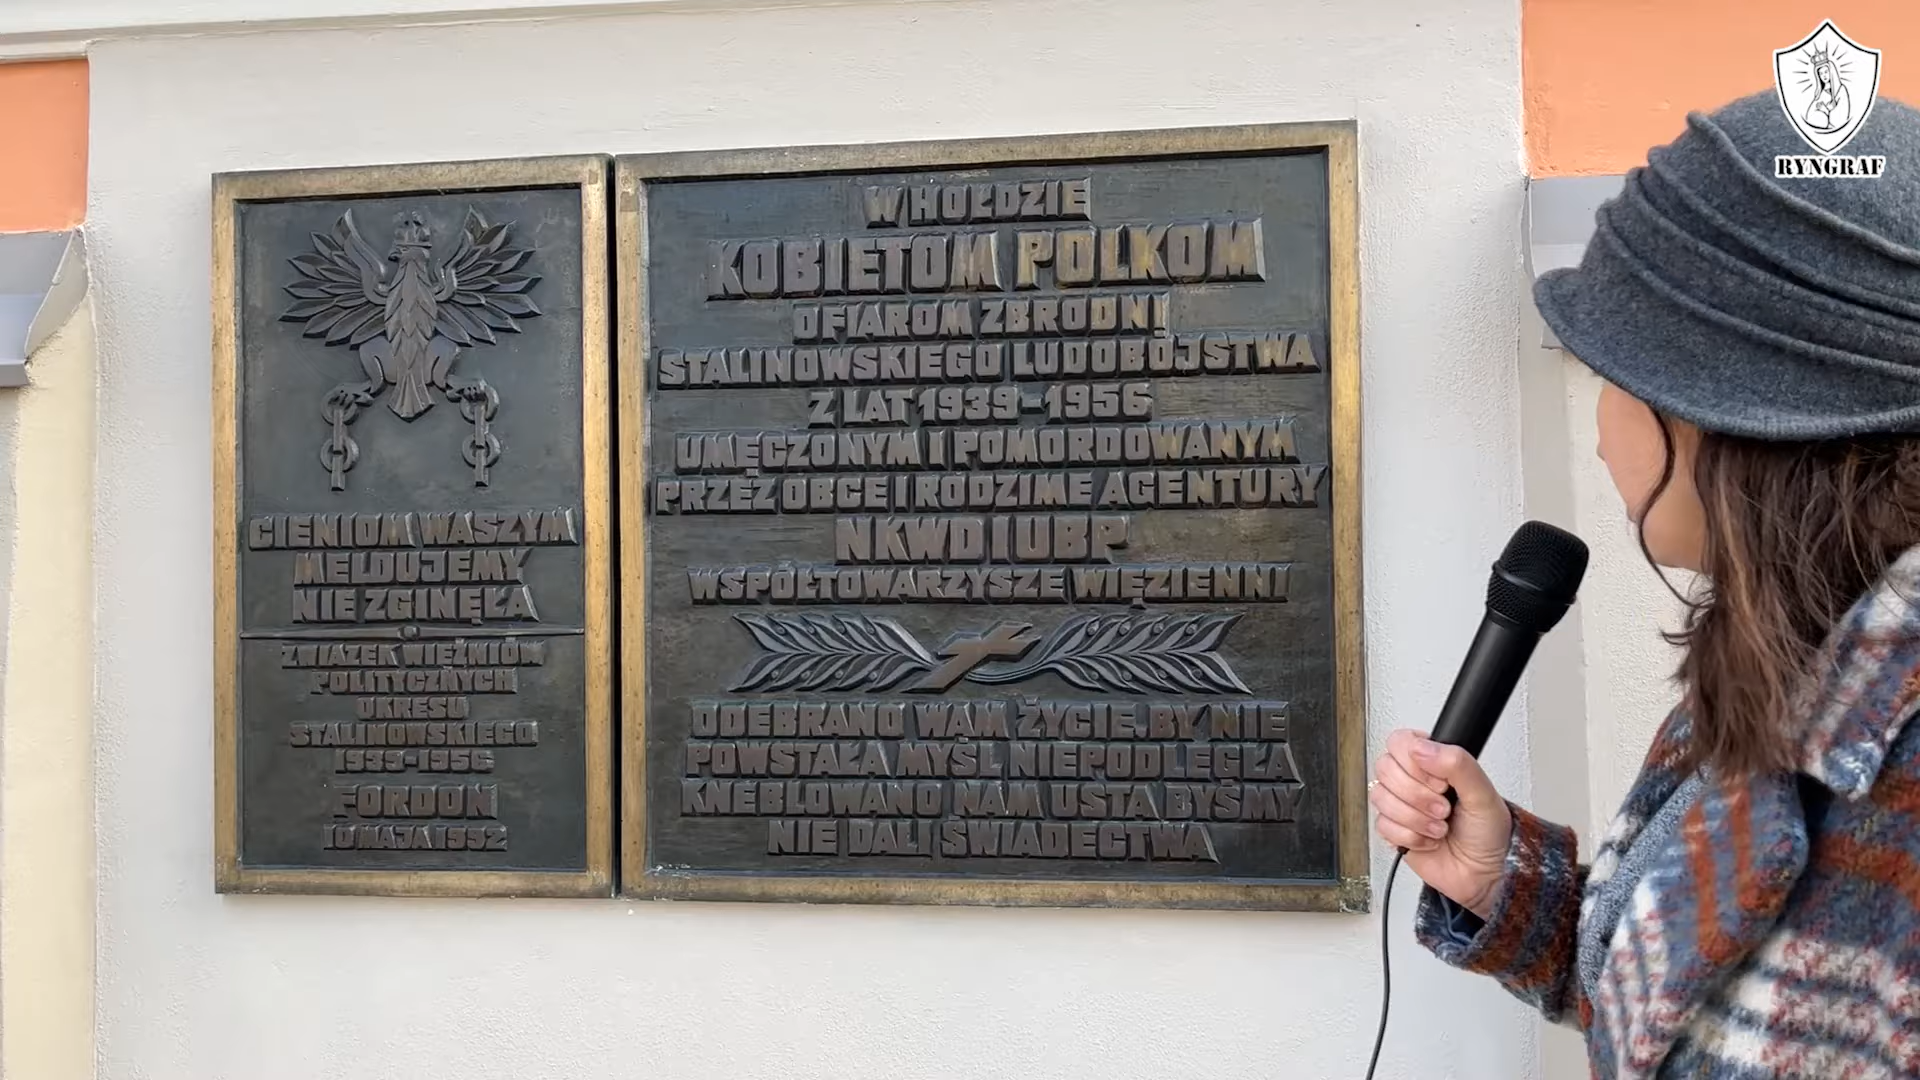 CIENIOM WASZYM
MELDUJEMY
NIE ZGINĘŁA
ZWIĄZEK WIĘŹNIÓW
POLITYCZNYCH
OKRESU
STALINOWSKIEGO
1939-1956
FORDON
10 MAJA 1992
W HOŁDZIE
KOBIETOM POLKOM
OFIAROM ZBRODNI
STALINOWSKIEGO LUDOBÓJSTWA
Z LAT 1939-1956
UMĘCZONYM I POMORDOWANYM
PRZEZ OBCE I RODZIME AGENTURY
NKWD I UBP
WSPÓŁTOWARZYSZE WIĘZIENNI
ODEBRANO WAM ŻYCIE, BY NIE
POWSTAŁA MYŚL NIEPODLEGŁA
KNEBLOWANO NAM USTA BYŚMY
NIE DALI ŚWIADECTWA
RYNGRAF